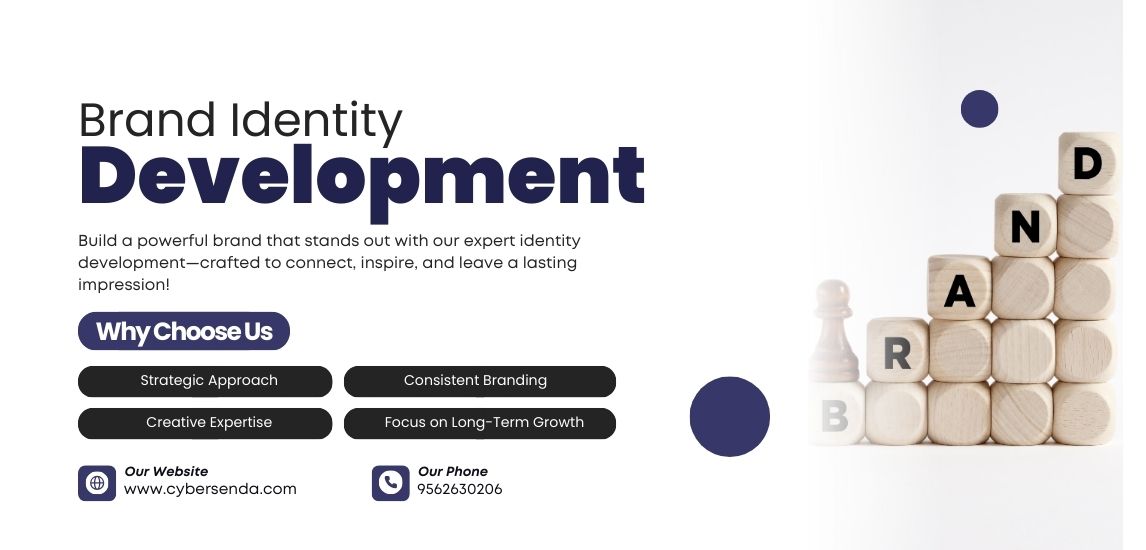 Brand Identity
Development
Build a powerful brand that stands out with our expert identity
development—crafted to connect, inspire, and leave a lasting
impression!
Why Choose Us
Strategic Approach
Consistent Branding
Creative Expertise
Focus on Long-Term Growth
Our Website
www.cybersenda.com
Our Phone
9562630206
B
R
A
N
D